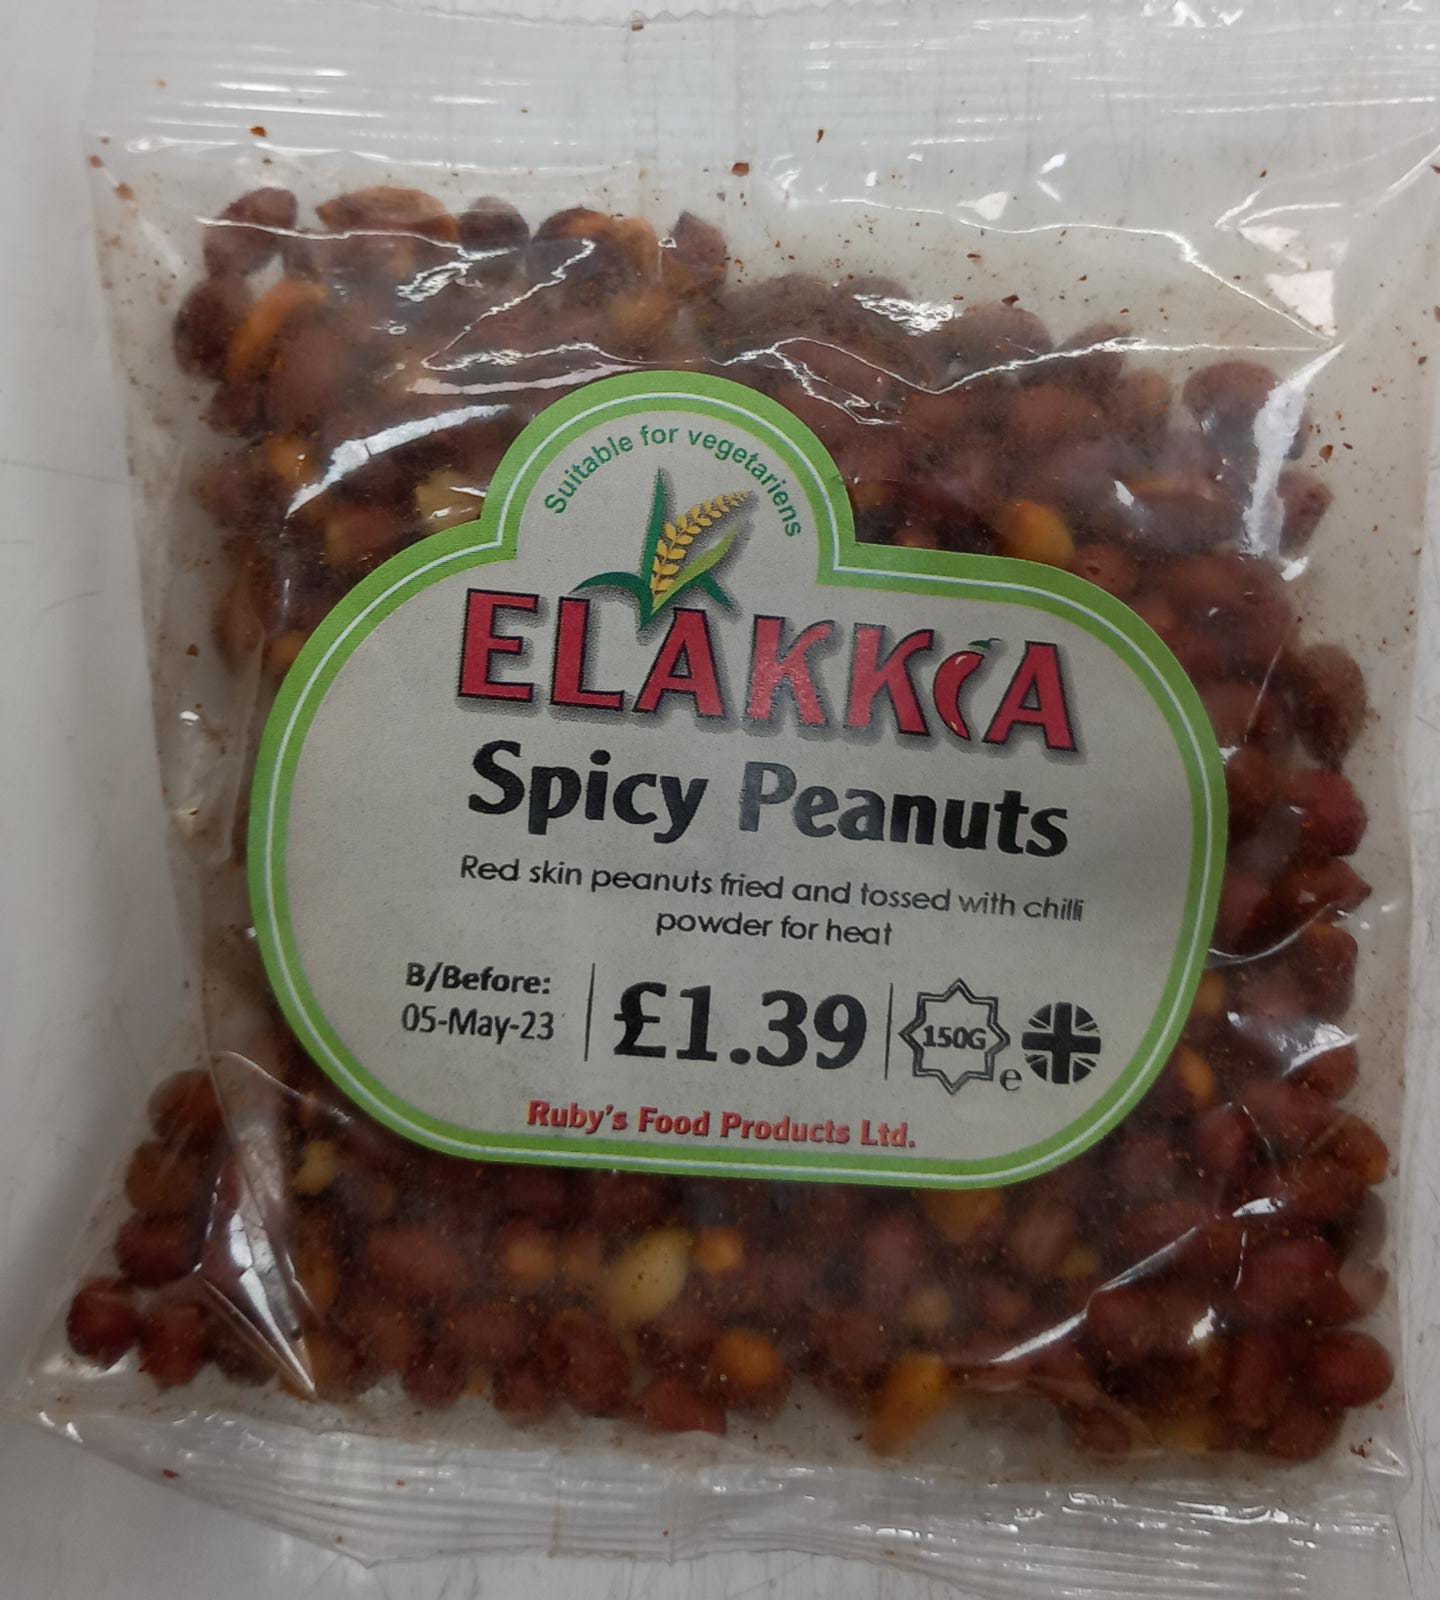 Suitable for vegetariens
ELAKKIA
Spicy Peanuts
Red skin peanuts fried and tossed with chilli
powder for heat
B/Before:
05-May-23
£1.39
150G
e
Ruby's Food Products Ltd.